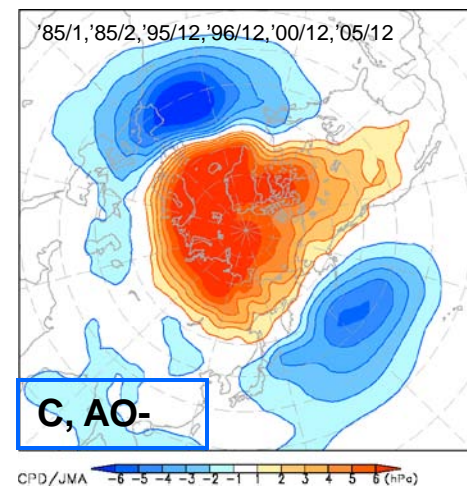 ’85/1,’85/2,’95/12,’96/12,’00/12,’05/12
C, AO-
CPD/JMA -6 -5 -4 -3 -2 -1 1 2 3 4 5 6 (hPa)